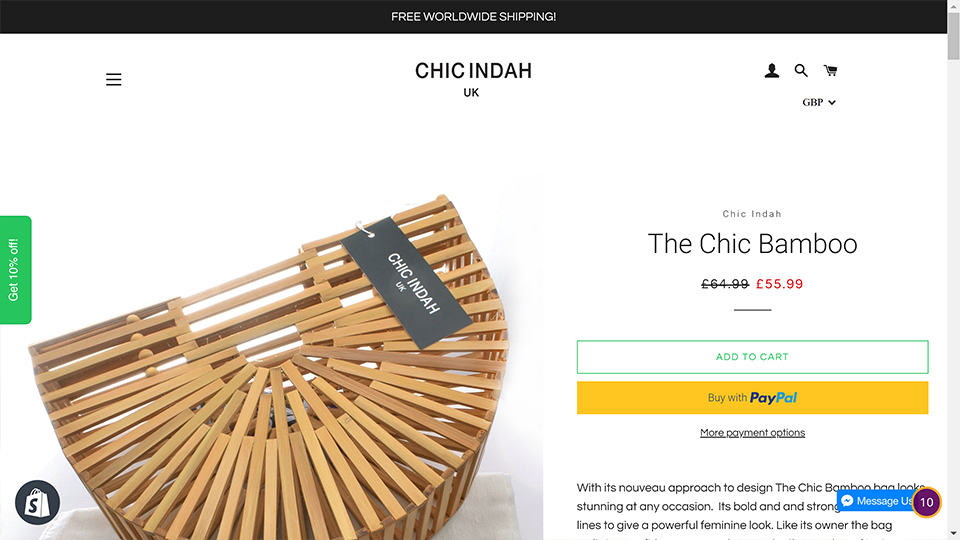 FREE WORLDWIDE SHIPPING!
CHIC INDAH
UK
GBP
Get 10% off!
CHIC INDAH
UK
Chic Indah
The Chic Bamboo
£64.99 £55.99
ADD TO CART
Buy with PayPal
More payment options
With its nouveau approach to design The Chic Bamboo bag looks
stunning at any occasion. Its bold and and strong
lines to give a powerful feminine look. Like its owner the bag
Message Us
10
S